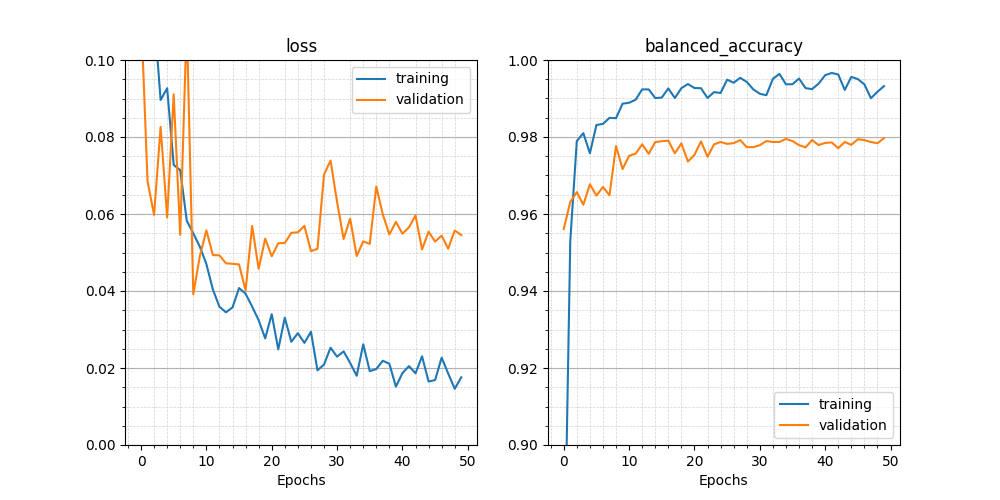 loss
0.10
0.08
0.06
0.04
0.02
0.00
training
validation
0 10 20 30 40 50
Epochs
balanced_accuracy
1.00
0.98
0.96
0.94
0.92
0.90
training
validation
0 10 20 30 40 50
Epochs